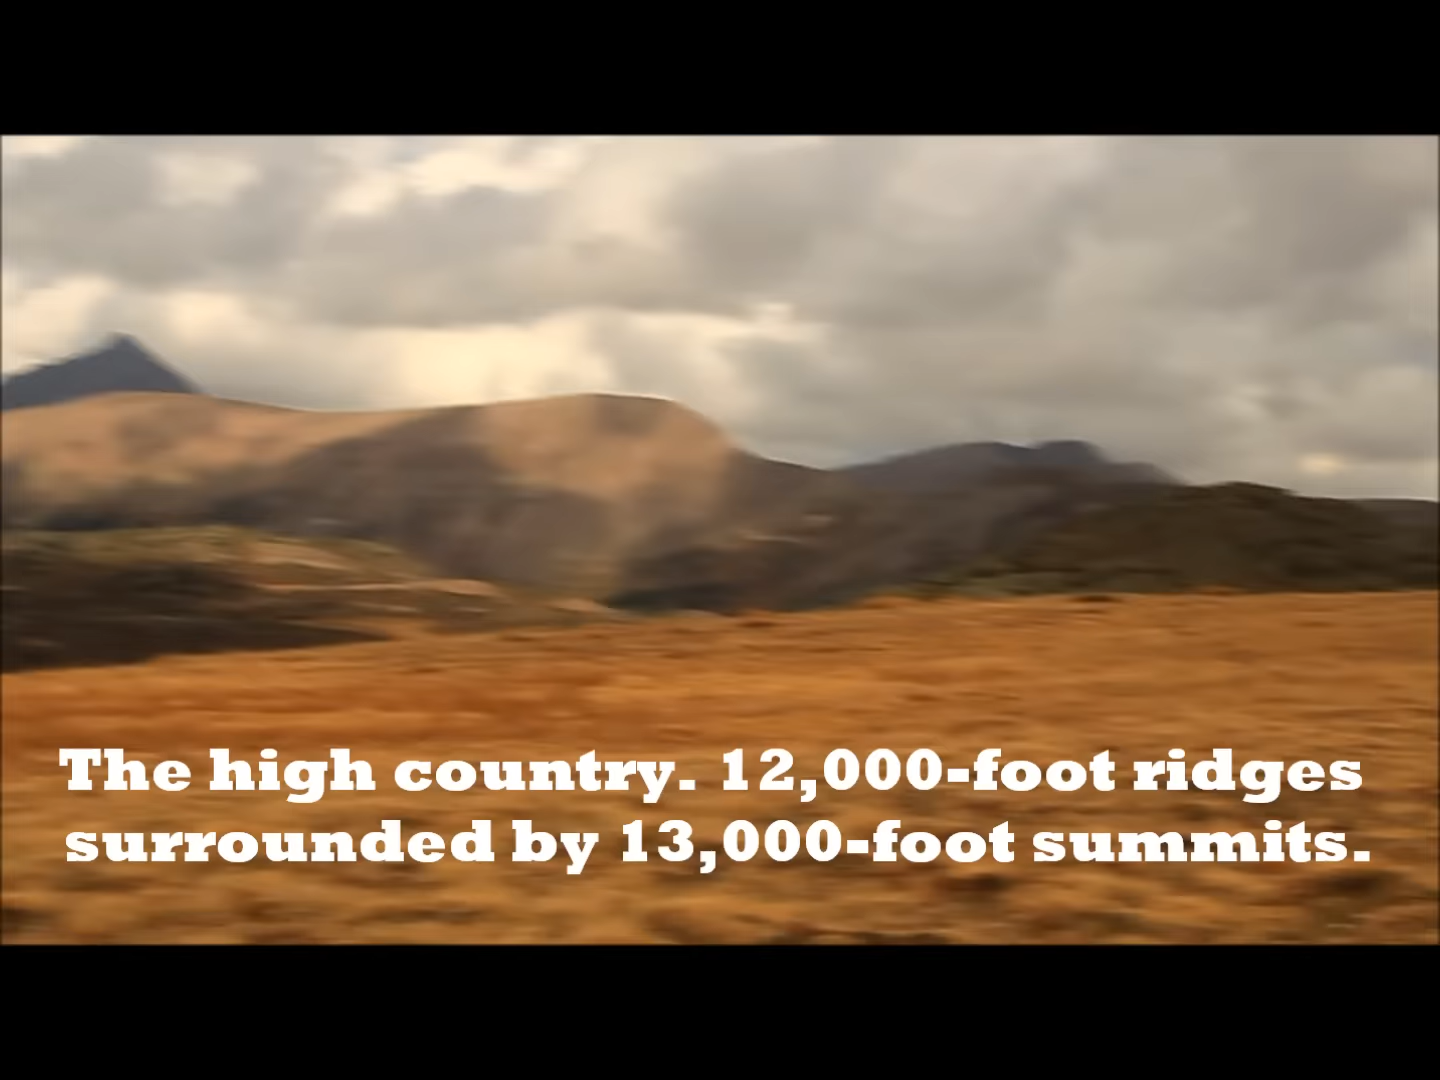 The high country. 12,000-foot ridges
surrounded by 13,000-foot summits.